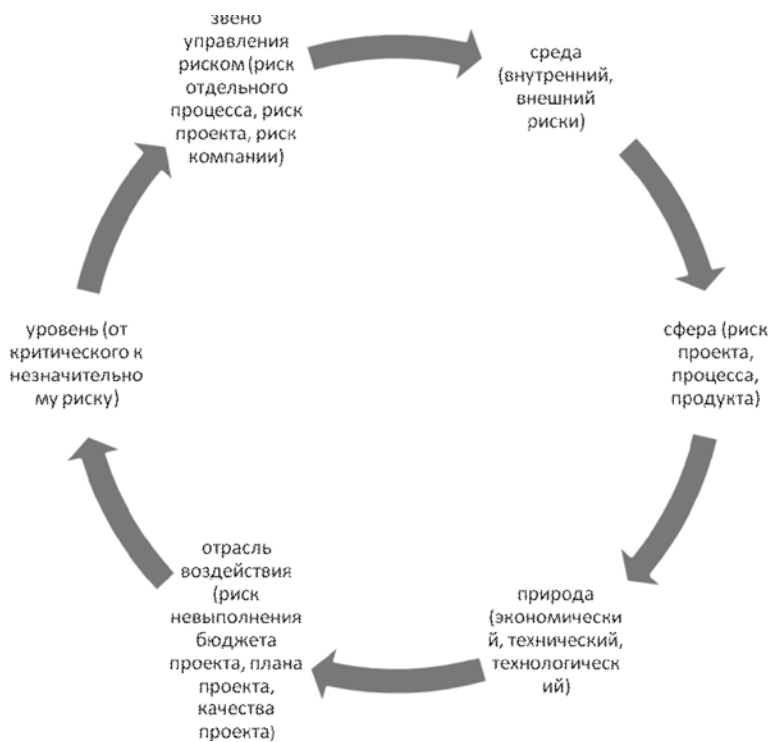 звено
управления
риском (риск
отдельного
процесса, риск
проекта, риск
компании)
среда
(внутренний,
внешний
риски)
сфера (риск
проекта,
процесса,
продукта)
природа
(экономически
й, технический,
технологическ
ий)
отрасль
воздействия
(риск
невыполнения
бюджета
проекта, плана
проекта,
качества
проекта)
уровень (от
критического к
незначительно
му риску)